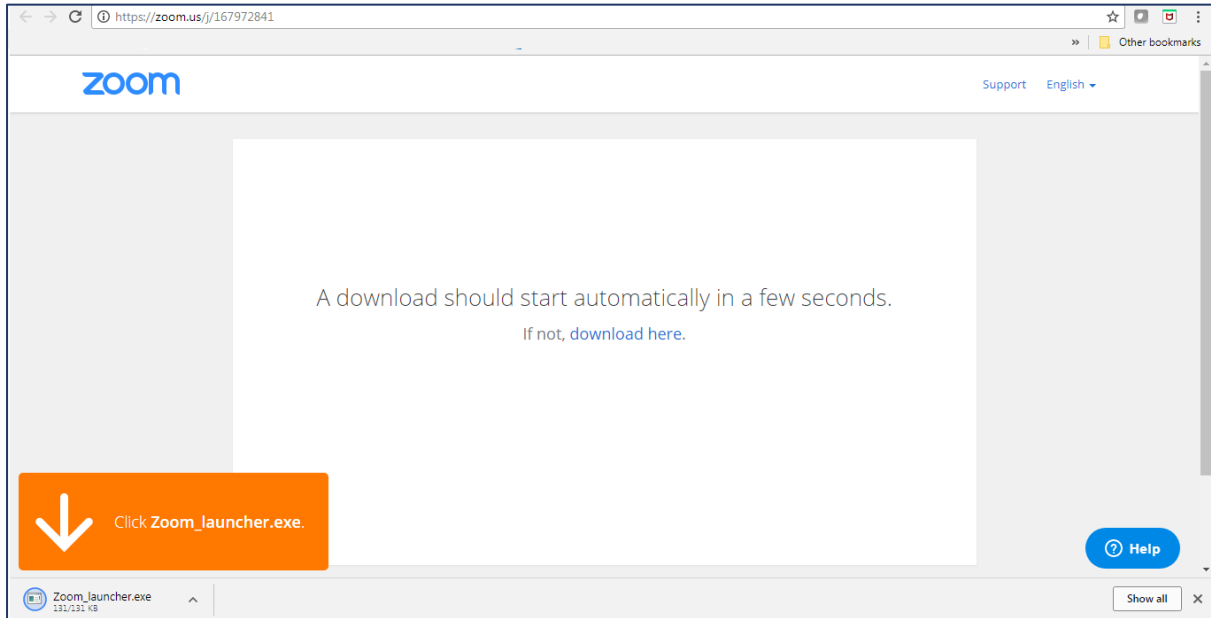 https://zoom.us/j/167972841
» Other bookmarks
zoom
Support English
A download should start automatically in a few seconds.
If not, download here.
Click Zoom_launcher.exe.
? Help
Zoom_launcher.exe
131/131 KB
Show all